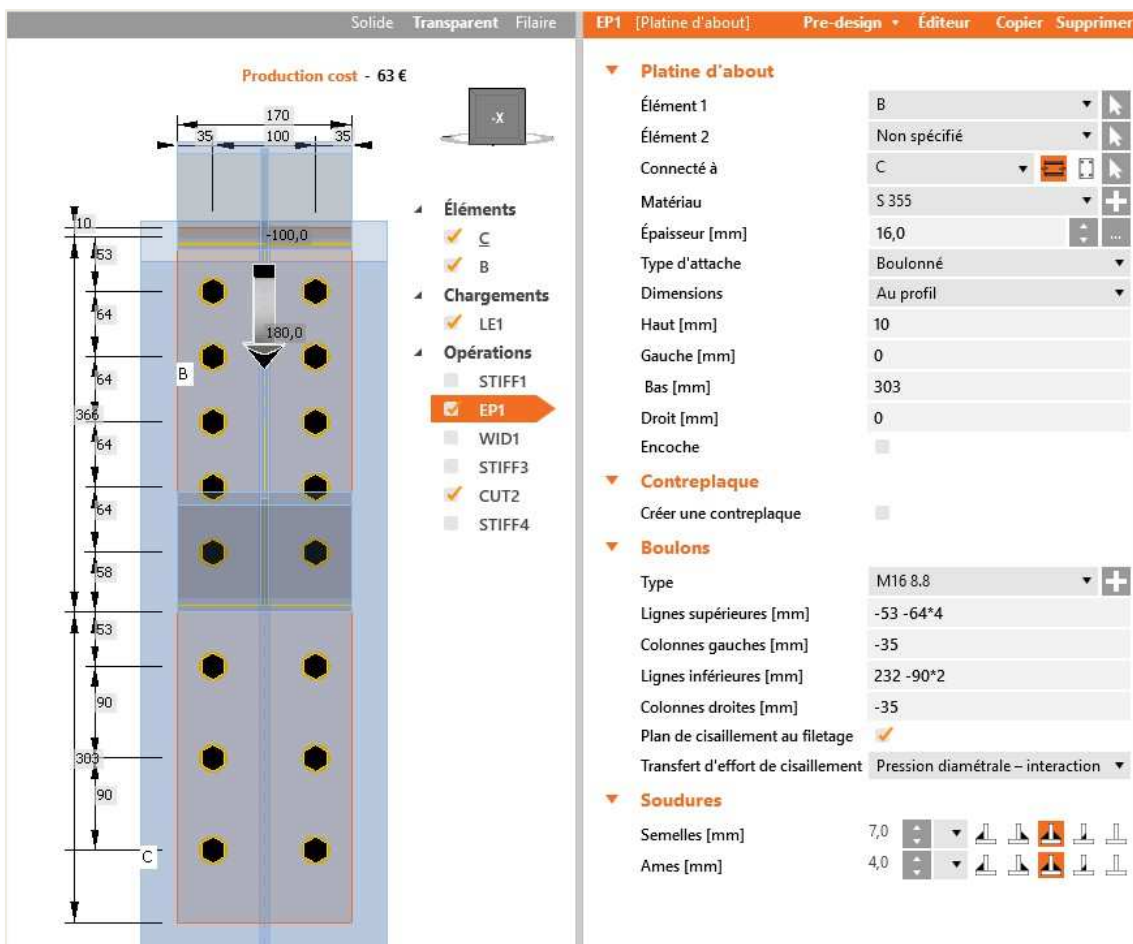 Solide Transparent Filaire
EP1 [Platine d'about] Pre-design Éditeur Copier Supprimer
Production cost - 63 €
-X
170
35 100 35
10
-100,0
53
64
180,0
64
B
366
64
64
58
53
90
303
90
C
Éléments
C
B
Chargements
LE1
Opérations
STIFF1
EP1
WID1
STIFF3
CUT2
STIFF4
Platine d'about
Élément 1 B
Élément 2 Non spécifié
Connecté à C
Matériau S 355
Épaisseur [mm] 16,0 ...
Type d'attache Boulonné
Dimensions Au profil
Haut [mm] 10
Gauche [mm] 0
Bas [mm] 303
Droit [mm] 0
Encoche
Contreplaque
Créer une contreplaque
Boulons
Type M16 8.8
Lignes supérieures [mm] -53 -64*4
Colonnes gauches [mm] -35
Lignes inférieures [mm] 232 -90*2
Colonnes droites [mm] -35
Plan de cisaillement au filetage
Transfert d'effort de cisaillement Pression diamétrale – interaction
Soudures
Semelles [mm] 7,0
Ames [mm] 4,0